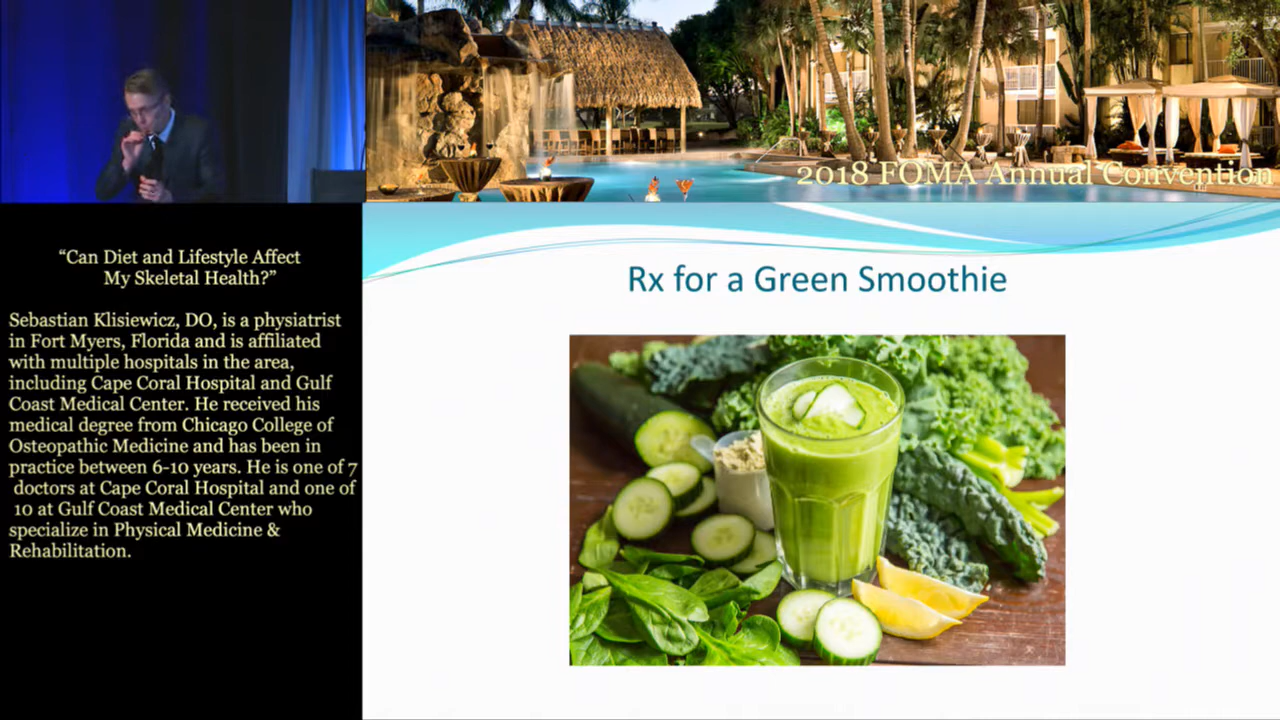 2018 FOMA Annual Convention
“Can Diet and Lifestyle Affect
My Skeletal Health?”
Sebastian Klisiewicz, DO, is a physiatrist
in Fort Myers, Florida and is affiliated
with multiple hospitals in the area,
including Cape Coral Hospital and Gulf
Coast Medical Center. He received his
medical degree from Chicago College of
Osteopathic Medicine and has been in
practice between 6-10 years. He is one of 7
doctors at Cape Coral Hospital and one of
10 at Gulf Coast Medical Center who
specialize in Physical Medicine &
Rehabilitation.
Rx for a Green Smoothie